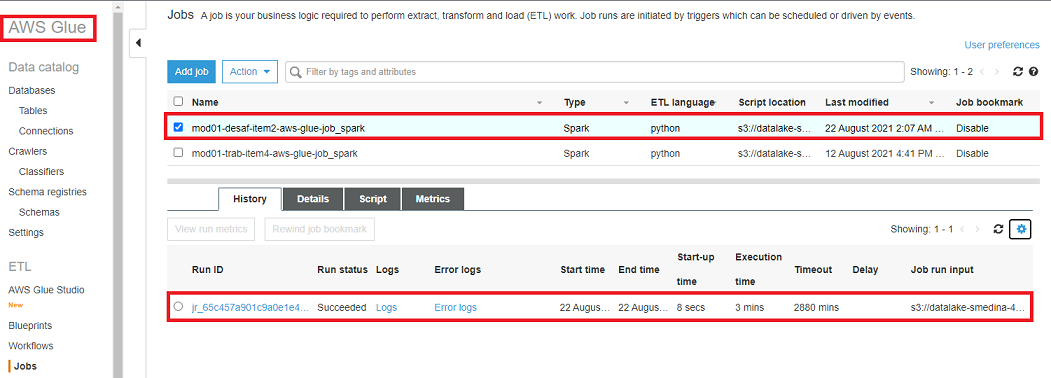 AWS Glue
Data catalog
Databases
Tables
Connections
Crawlers
Classifiers
Schema registries
Schemas
Settings
ETL
AWS Glue Studio
New
Blueprints
Workflows
Jobs
Jobs A job is your business logic required to perform extract, transform and load (ETL) work. Job runs are initiated by triggers which can be scheduled or driven by events.
User preferences
Add job Action Filter by tags and attributes Showing: 1 - 2
Name Type ETL language Script location Last modified Job bookmark
mod01-desaf-item2-aws-glue-job_spark Spark python s3://datalake-s... 22 August 2021 2:07 AM ... Disable
mod01-trab-item4-aws-glue-job_spark Spark python s3://datalake-s... 12 August 2021 4:41 PM ... Disable
History Details Script Metrics
View run metrics Rewind job bookmark Showing: 1 - 1
Run ID Run status Logs Error logs Start time End time Start-up time Execution time Timeout Delay Job run input
jr_65c457a901c9a0e1e4... Succeeded Logs Error logs 22 Augus... 22 Augus... 8 secs 3 mins 2880 mins s3://datalake-smedina-4...